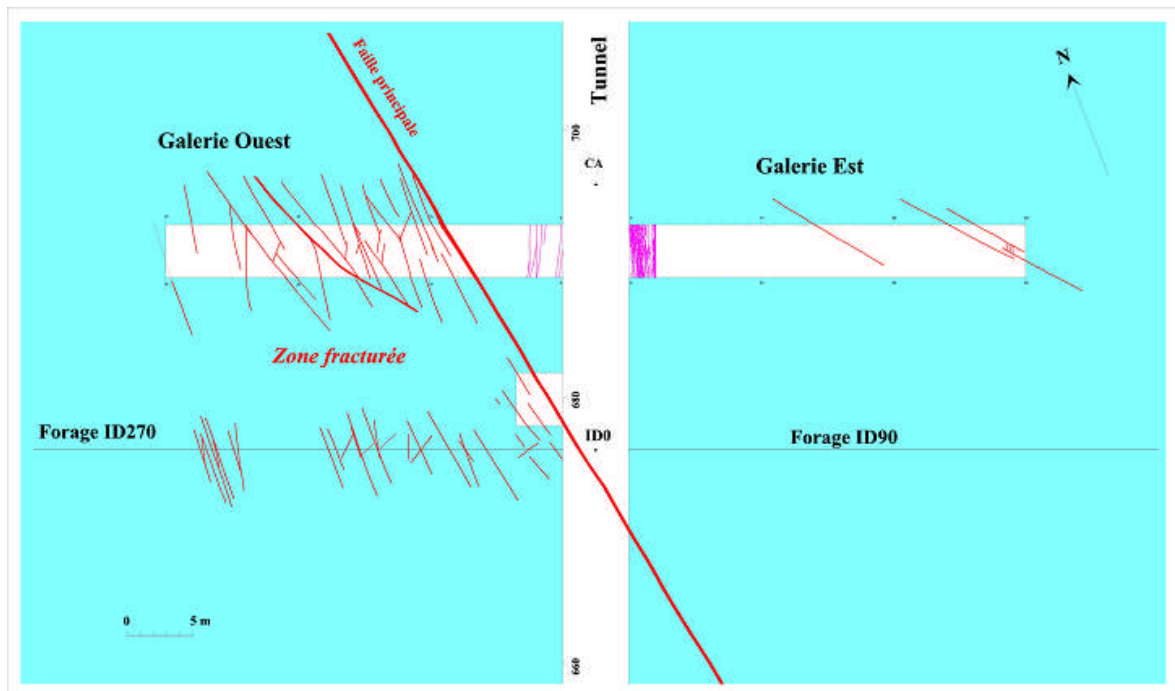 Faille principale
Tunnel
N
700
Galerie Ouest
CA
Galerie Est
Zone fracturée
680
Forage ID270
ID0
Forage ID90
0 5 m
660